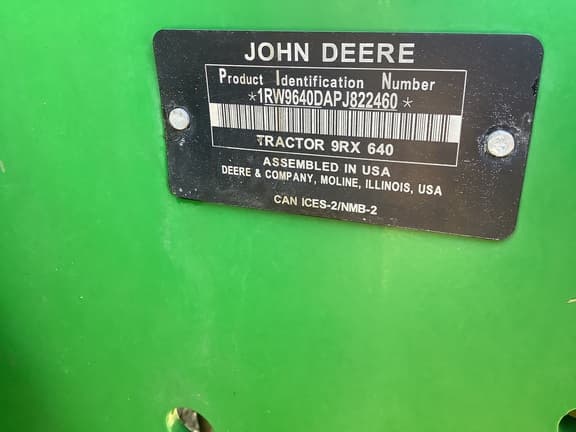 JOHN DEERE
Product Identification Number
*1RW9640DAPJ822460*
TRACTOR 9RX 640
ASSEMBLED IN USA
DEERE & COMPANY, MOLINE, ILLINOIS, USA
CAN ICES-2/NMB-2